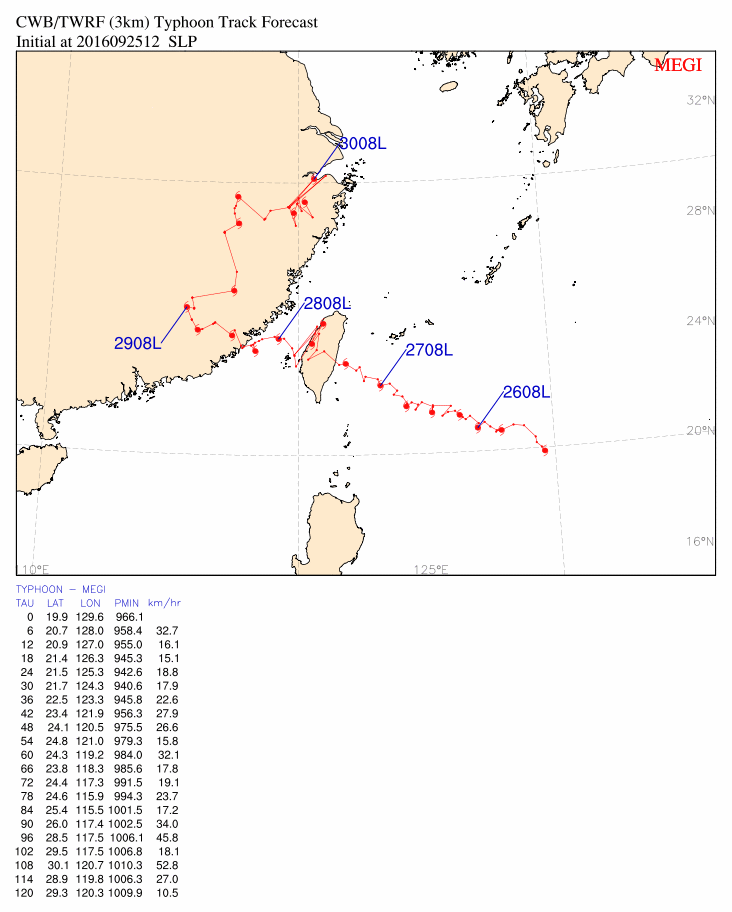 CWB/TWRF (3km) Typhoon Track Forecast
Initial at 2016092512 SLP
MEGI
32°N
3008L
28°N
2808L
24°N
2908L
2708L
2608L
20°N
16°N
110°E
125°E
TYPHOON – MEGI
TAU LAT LON PMIN km/hr
0 19.9 129.6 966.1
6 20.7 128.0 958.4 32.7
12 20.9 127.0 955.0 16.1
18 21.4 126.3 945.3 15.1
24 21.5 125.3 942.6 18.8
30 21.7 124.3 940.6 17.9
36 22.5 123.3 945.8 22.6
42 23.4 121.9 956.3 27.9
48 24.1 120.5 975.5 26.6
54 24.8 121.0 979.3 15.8
60 24.3 119.2 984.0 32.1
66 23.8 118.3 985.6 17.8
72 24.4 117.3 991.5 19.1
78 24.6 115.9 994.3 23.7
84 25.4 115.5 1001.5 17.2
90 26.0 117.4 1002.5 34.0
96 28.5 117.5 1006.1 45.8
102 29.5 117.5 1006.8 18.1
108 30.1 120.7 1010.3 52.8
114 28.9 119.8 1006.3 27.0
120 29.3 120.3 1009.9 10.5